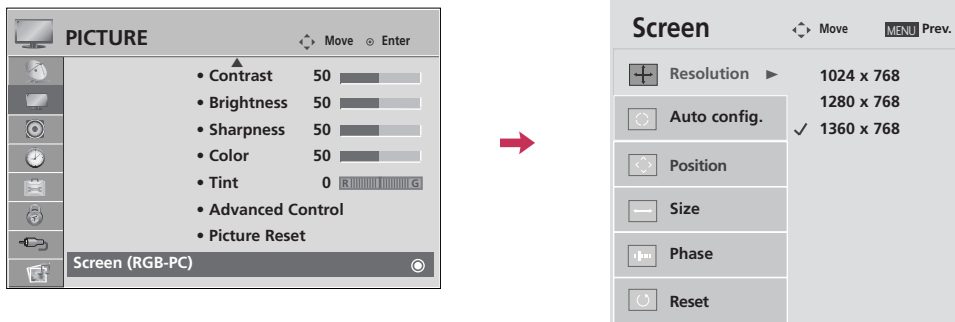 PICTURE
Move Enter
• Contrast 50
• Brightness 50
• Sharpness 50
• Color 50
• Tint 0 R G
• Advanced Control
• Picture Reset
Screen (RGB-PC)
Screen
Move MENU Prev.
Resolution ►
Auto config.
Position
Size
Phase
Reset
1024 x 768
1280 x 768
✓ 1360 x 768